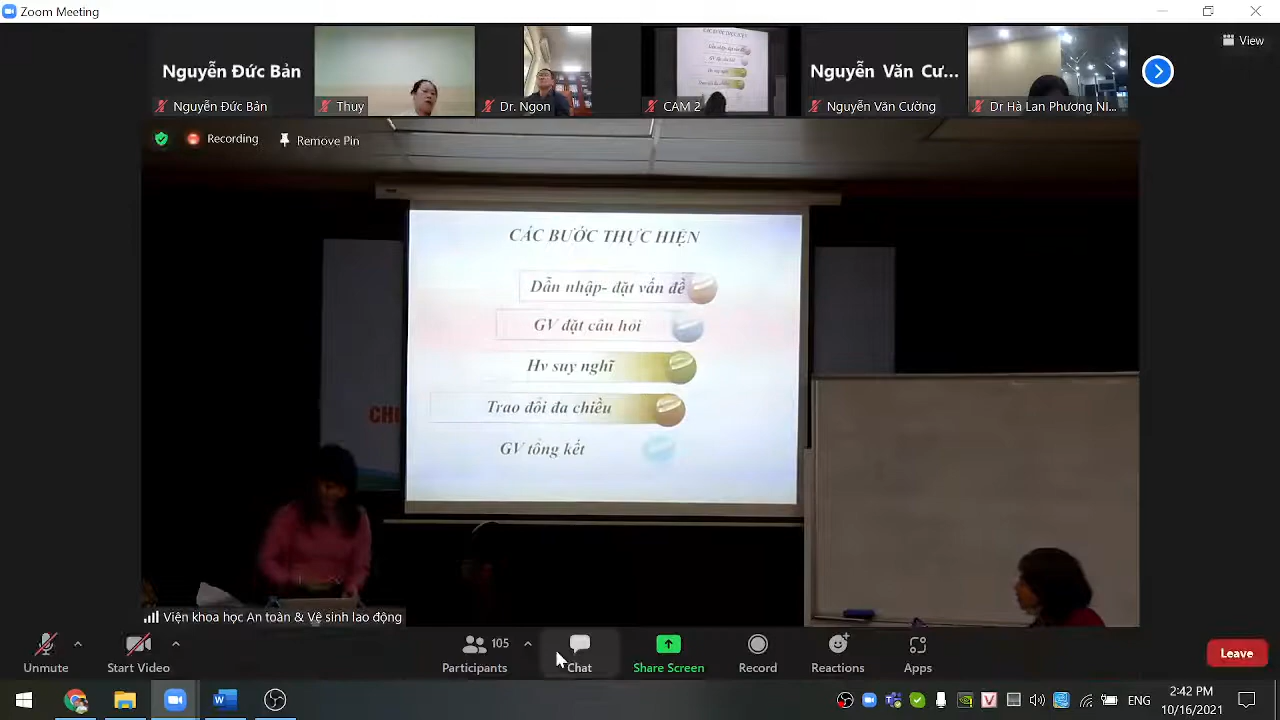 Zoom Meeting
Nguyễn Đức Bản
Nguyễn Văn Cư...
View
Nguyễn Đức Bản
Thuy
Dr. Ngon
CAM 2
Nguyễn Văn Cường
Dr Hà Lan Phương NI...
Recording
Remove Pin
CÁC BƯỚC THỰC HIỆN
Dẫn nhập- đặt vấn đề
GV đặt câu hỏi
Hv suy nghĩ
Trao đổi đa chiều
GV tổng kết
CHƯ
Viện khoa học An toàn & Vệ sinh lao động
105
Unmute
Start Video
Participants
Chat
Share Screen
Record
Reactions
Apps
Leave
ENG
2:42 PM
10/16/2021